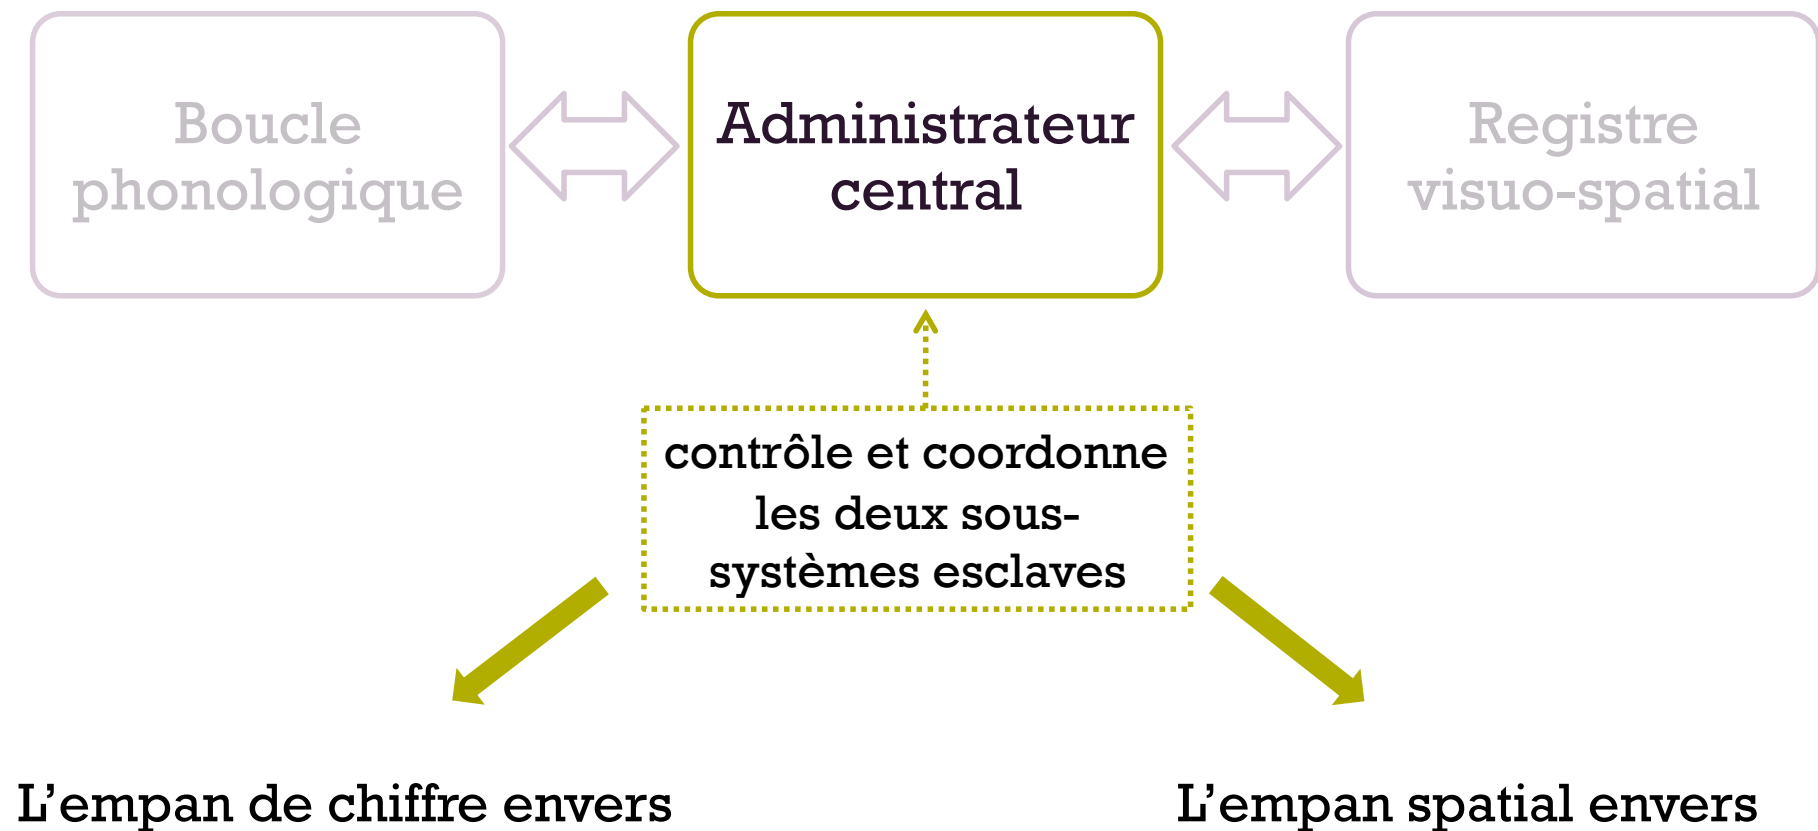 Boucle
phonologique
Administrateur
central
Registre
visuo-spatial
contrôle et coordonne
les deux sous-
systèmes esclaves
L'empan de chiffre envers
L'empan spatial envers